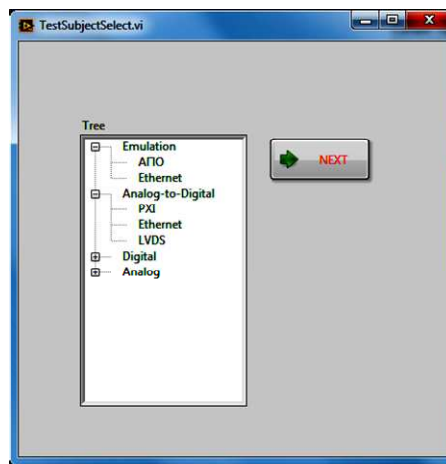 TestSubjectSelect.vi
Tree
Emulation
АПО
Ethernet
Analog-to-Digital
PXI
Ethernet
LVDS
Digital
Analog
NEXT